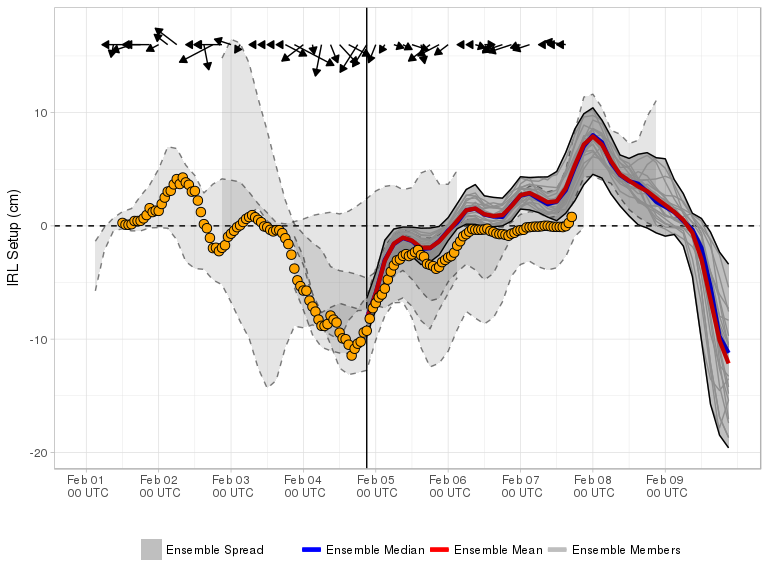 IRL Setup (cm)
10
0
-10
-20
Feb 01
00 UTC
Feb 02
00 UTC
Feb 03
00 UTC
Feb 04
00 UTC
Feb 05
00 UTC
Feb 06
00 UTC
Feb 07
00 UTC
Feb 08
00 UTC
Feb 09
00 UTC
Ensemble Spread
Ensemble Median
Ensemble Mean
Ensemble Members